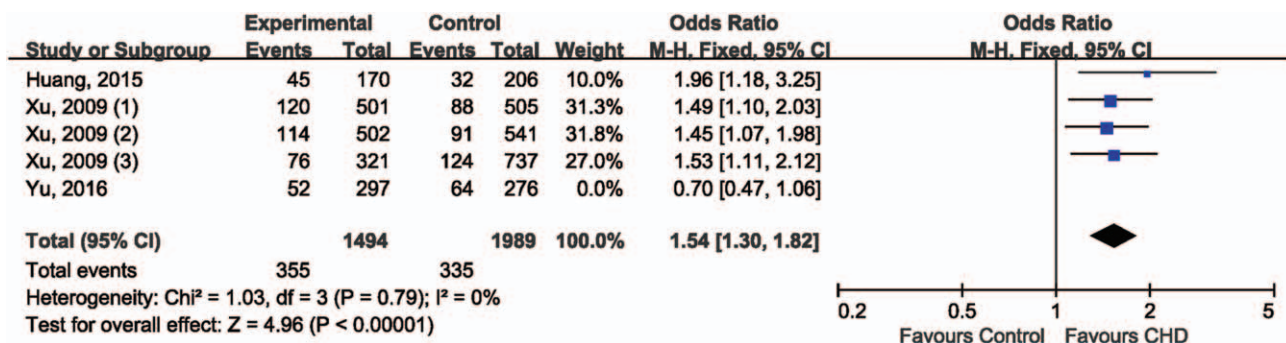 Experimental Control Odds Ratio Odds Ratio
Study or Subgroup Events Total Events Total Weight M-H, Fixed, 95% CI M-H, Fixed, 95% CI
Huang, 2015 45 170 32 206 10.0% 1.96 [1.18, 3.25]
Xu, 2009 (1) 120 501 88 505 31.3% 1.49 [1.10, 2.03]
Xu, 2009 (2) 114 502 91 541 31.8% 1.45 [1.07, 1.98]
Xu, 2009 (3) 76 321 124 737 27.0% 1.53 [1.11, 2.12]
Yu, 2016 52 297 64 276 0.0% 0.70 [0.47, 1.06]
Total (95% CI) 1494 1989 100.0% 1.54 [1.30, 1.82]
Total events 355 335
Heterogeneity: Chi² = 1.03, df = 3 (P = 0.79); I² = 0%
Test for overall effect: Z = 4.96 (P < 0.00001)
0.2 0.5 1 2 5
Favours Control Favours CHD